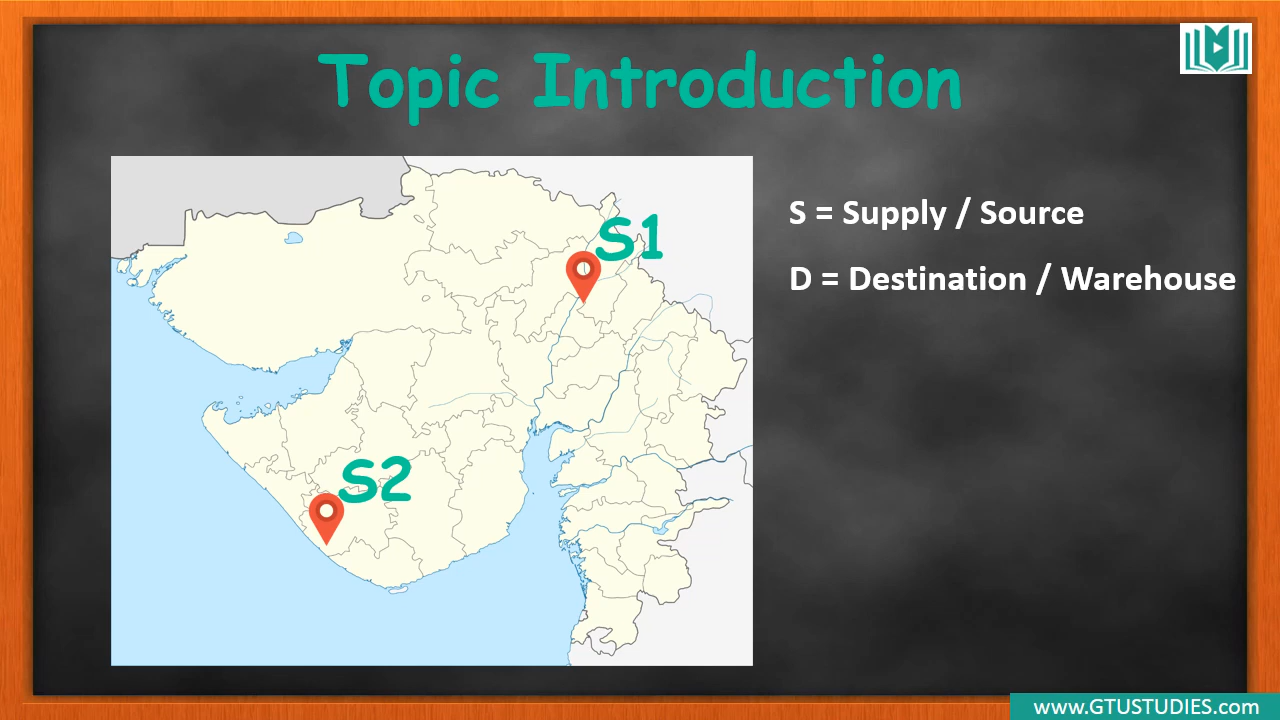 Topic Introduction
S1
S2
S = Supply / Source
D = Destination / Warehouse
www.GTUSTUDIES.com